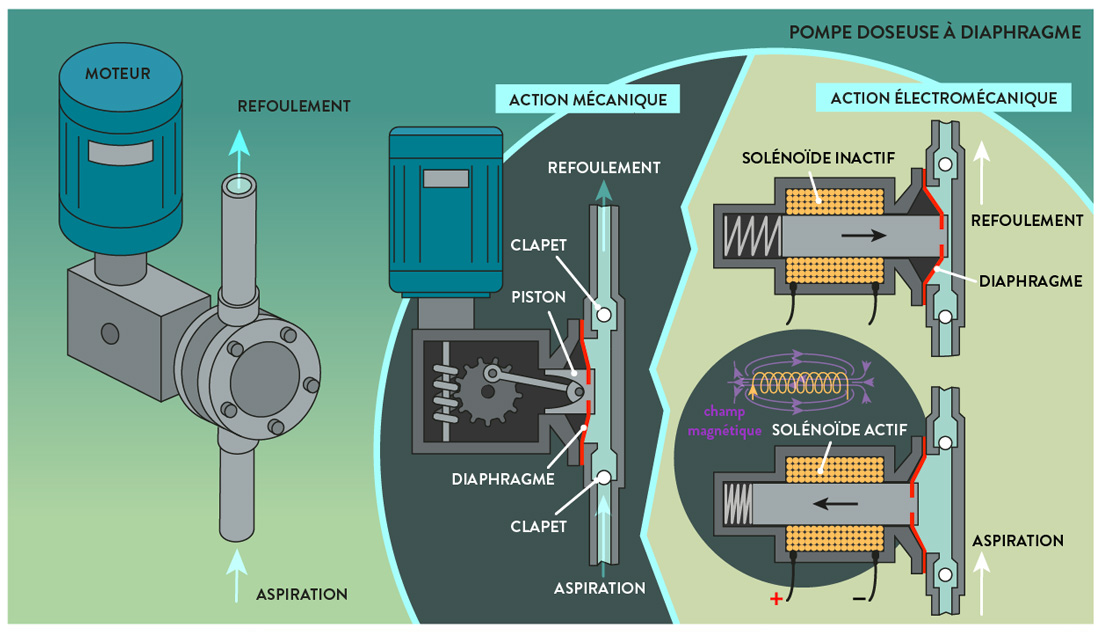 POMPE DOSEUSE À DIAPHRAGME
MOTEUR
REFOULEMENT
ASPIRATION
ACTION MÉCANIQUE
REFOULEMENT
CLAPET
PISTON
DIAPHRAGME
CLAPET
ASPIRATION
ACTION ÉLECTROMÉCANIQUE
SOLÉNOÏDE INACTIF
REFOULEMENT
DIAPHRAGME
champ
magnétique
SOLÉNOÏDE ACTIF
ASPIRATION
+ −